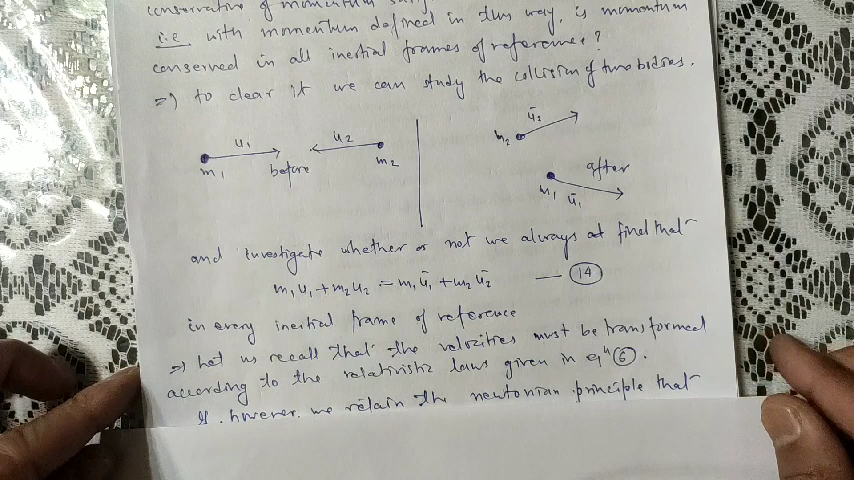 conservation of momentum
i.e with momentum defined in this way, is momentum
conserved in all inertial frames of reference?
=> to clear it we can study the collision of two bodies.
u1
u2
m1
before
m2
m2
ū2
after
m1
ū1
and investigate whether or not we always at find that
m1u1 + m2u2 = m1ū1 + m2ū2 — 14
in every inertial frame of reference
=> Let us recall that the velocities must be transformed
according to the relativistic laws given in eqn 6.
If, however, we retain the newtonian principle that